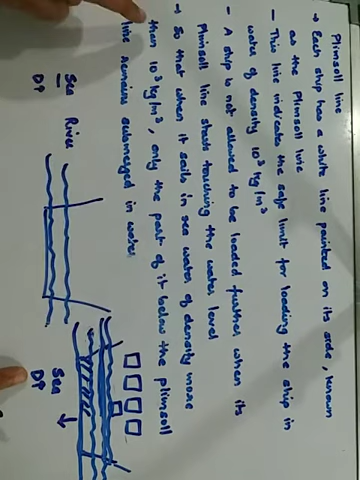 Plimsoll line
→ Each ship has a white line painted on its side, known
as the Plimsoll line
- This line indicates the safe limit for loading the ship in
water of density 10³ kg/m³
- A ship is not allowed to be loaded further when its
Plimsoll line starts touching the water level
→ So that when it sails in sea water of density more
than 10³ kg/m³, only the part of it below the plimsoll
line remains submerged in water
Sea River
D↑
Sea
D↑